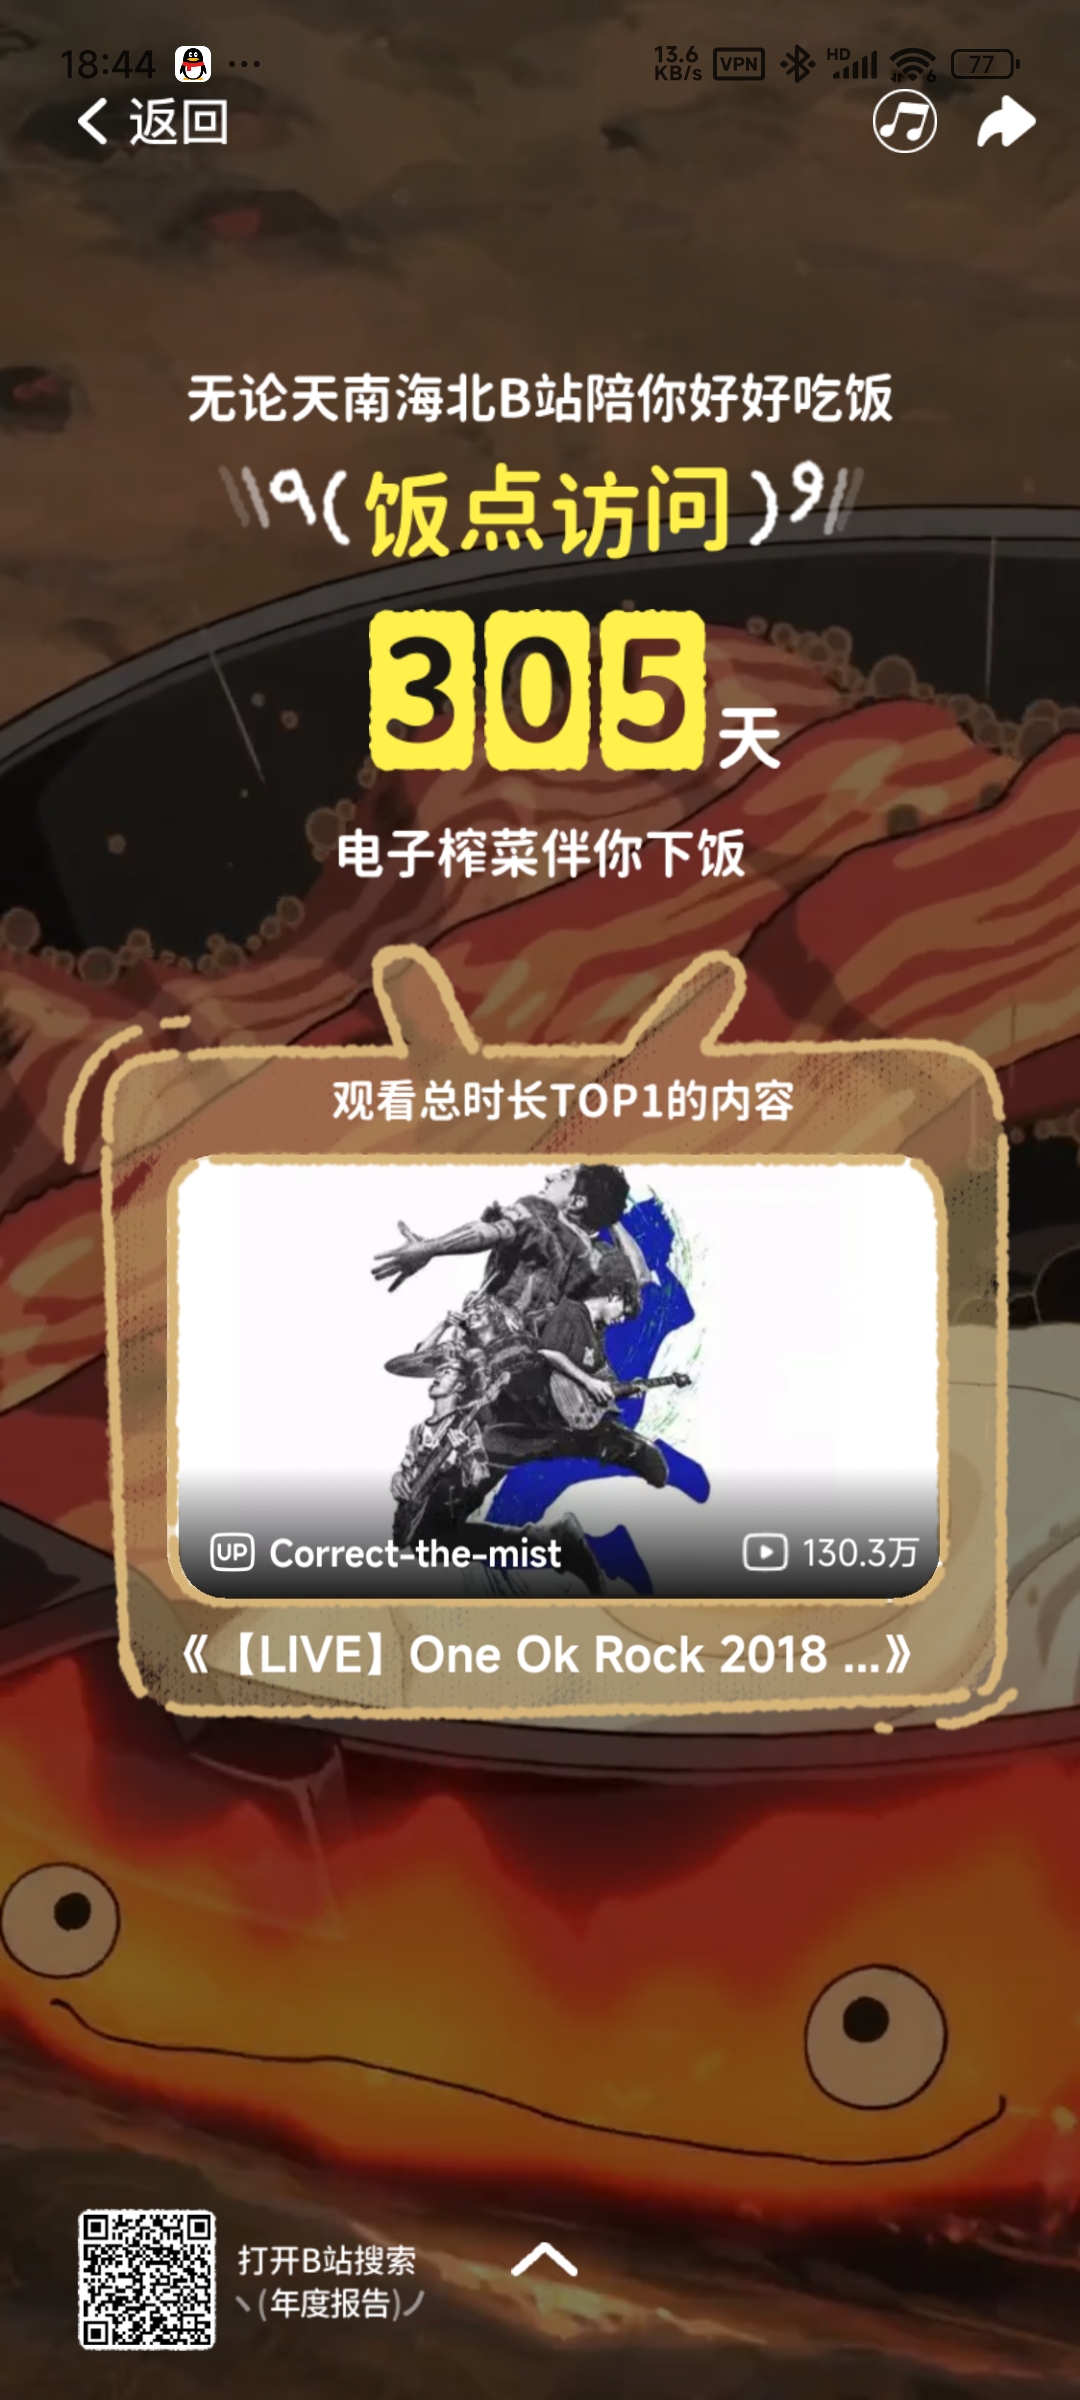 18:44 ... 13.6 KB/s VPN HD 6 77
返回
无论天南海北B站陪你好好吃饭
饭点访问
305天
电子榨菜伴你下饭
观看总时长TOP1的内容
UP Correct-the-mist 130.3万
《【LIVE】One Ok Rock 2018 ...》
打开B站搜索
(年度报告)